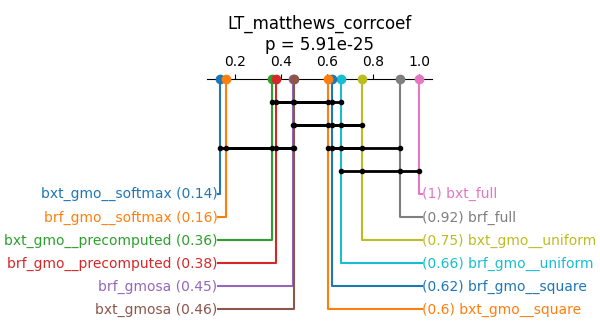 LT_matthews_corrcoef
p = 5.91e-25
0.2 0.4 0.6 0.8 1.0
bxt_gmo__softmax (0.14) (1) bxt_full
brf_gmo__softmax (0.16) (0.92) brf_full
bxt_gmo__precomputed (0.36) (0.75) bxt_gmo__uniform
brf_gmo__precomputed (0.38) (0.66) brf_gmo__uniform
brf_gmosa (0.45) (0.62) brf_gmo__square
bxt_gmosa (0.46) (0.6) bxt_gmo__square